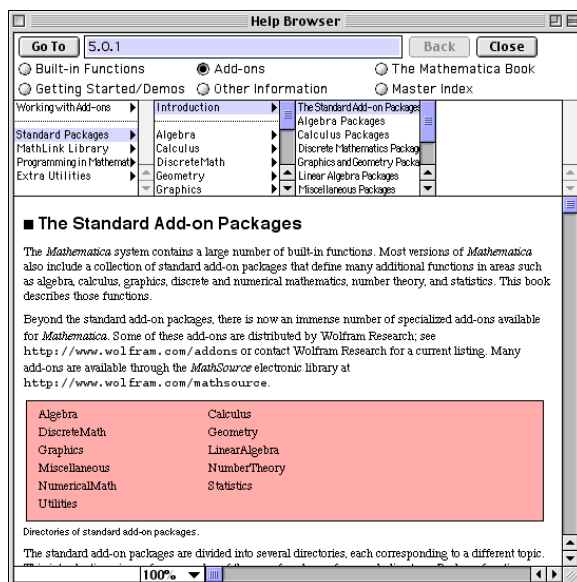 Help Browser
Go To 5.0.1 Back Close
Built-in Functions Add-ons The Mathematica Book
Getting Started/Demos Other Information Master Index
Working with Add-ons Introduction The Standard Add-on Packages
Algebra Packages
Standard Packages Algebra Calculus Packages
MathLink Library Calculus Discrete Mathematics Packag
Programming in Mathemati DiscreteMath Graphics and Geometry Packa
Extra Utilities Geometry Linear Algebra Packages
Graphics Miscellaneous Packages
The Standard Add-on Packages
The Mathematica system contains a large number of built-in functions. Most versions of Mathematica
also include a collection of standard add-on packages that define many additional functions in areas such
as algebra, calculus, graphics, discrete and numerical mathematics, number theory, and statistics. This book
describes those functions.
Beyond the standard add-on packages, there is now an immense number of specialized add-ons available
for Mathematica. Some of these add-ons are distributed by Wolfram Research; see
http://www.wolfram.com/addons or contact Wolfram Research for a current listing. Many
add-ons are available through the MathSource electronic library at
http://www.wolfram.com/mathsource.
Algebra Calculus
DiscreteMath Geometry
Graphics LinearAlgebra
Miscellaneous NumberTheory
NumericalMath Statistics
Utilities
Directories of standard add-on packages.
The standard add-on packages are divided into several directories, each corresponding to a different topic.
100%